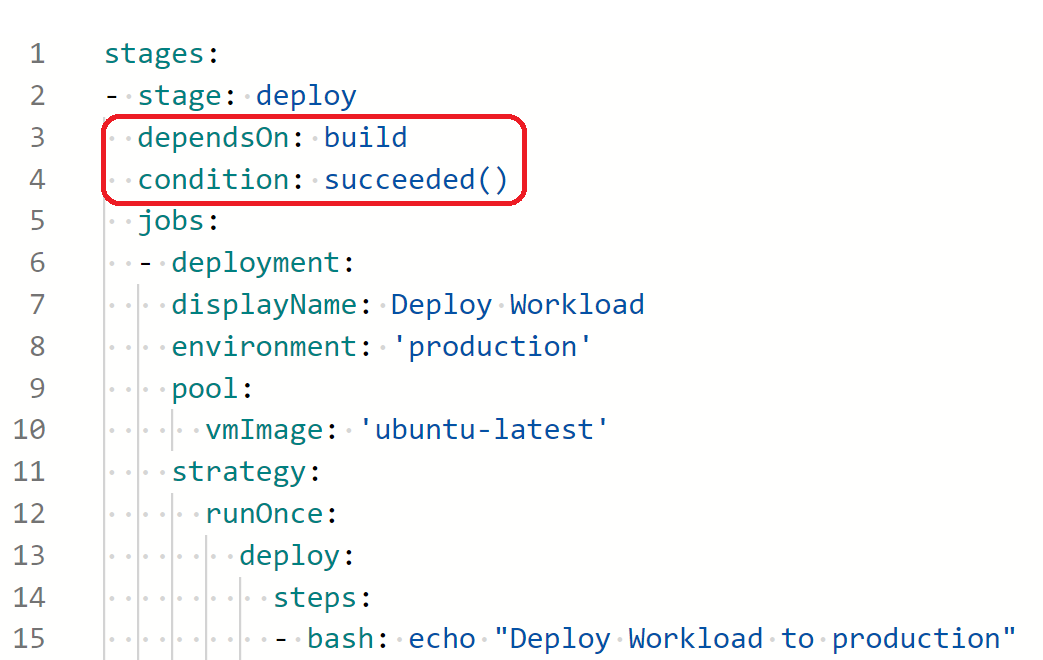 1 stages:
2 - stage: deploy
3   dependsOn: build
4   condition: succeeded()
5   jobs:
6   - deployment:
7     displayName: Deploy Workload
8     environment: 'production'
9     pool:
10       vmImage: 'ubuntu-latest'
11     strategy:
12       runOnce:
13         deploy:
14           steps:
15           - bash: echo "Deploy Workload to production"